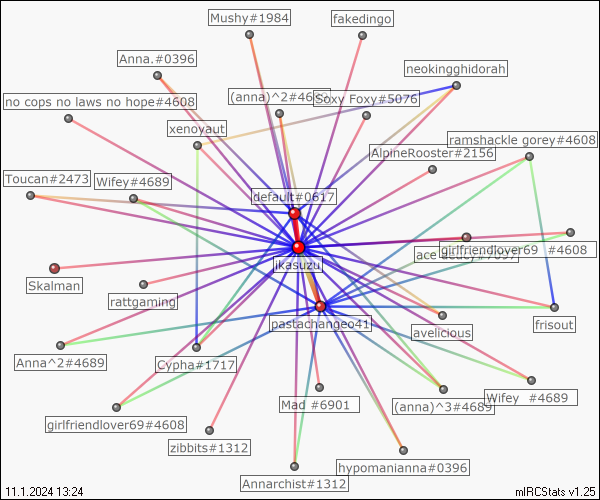 Mushy#1984
fakedingo
Anna.#0396
neokingghidorah
no cops no laws no hope#4608
(anna)^2#4689
Soxy Foxy#5076
xenoyaut
ramshackle gorey#4608
AlpineRooster#2156
Toucan#2473
Wifey#4689
default#0617
girlfriendlover69 #4608
ace
ikasuzu
Skalman
rattgaming
pastachangeo41
frisout
avelicious
Anna^2#4689
Cypha#1717
Mad #6901
(anna)^3#4689
Wifey #4689
girlfriendlover69#4608
zibbits#1312
hypomanianna#0396
Annarchist#1312
11.1.2024 13:24
mIRCStats v1.25